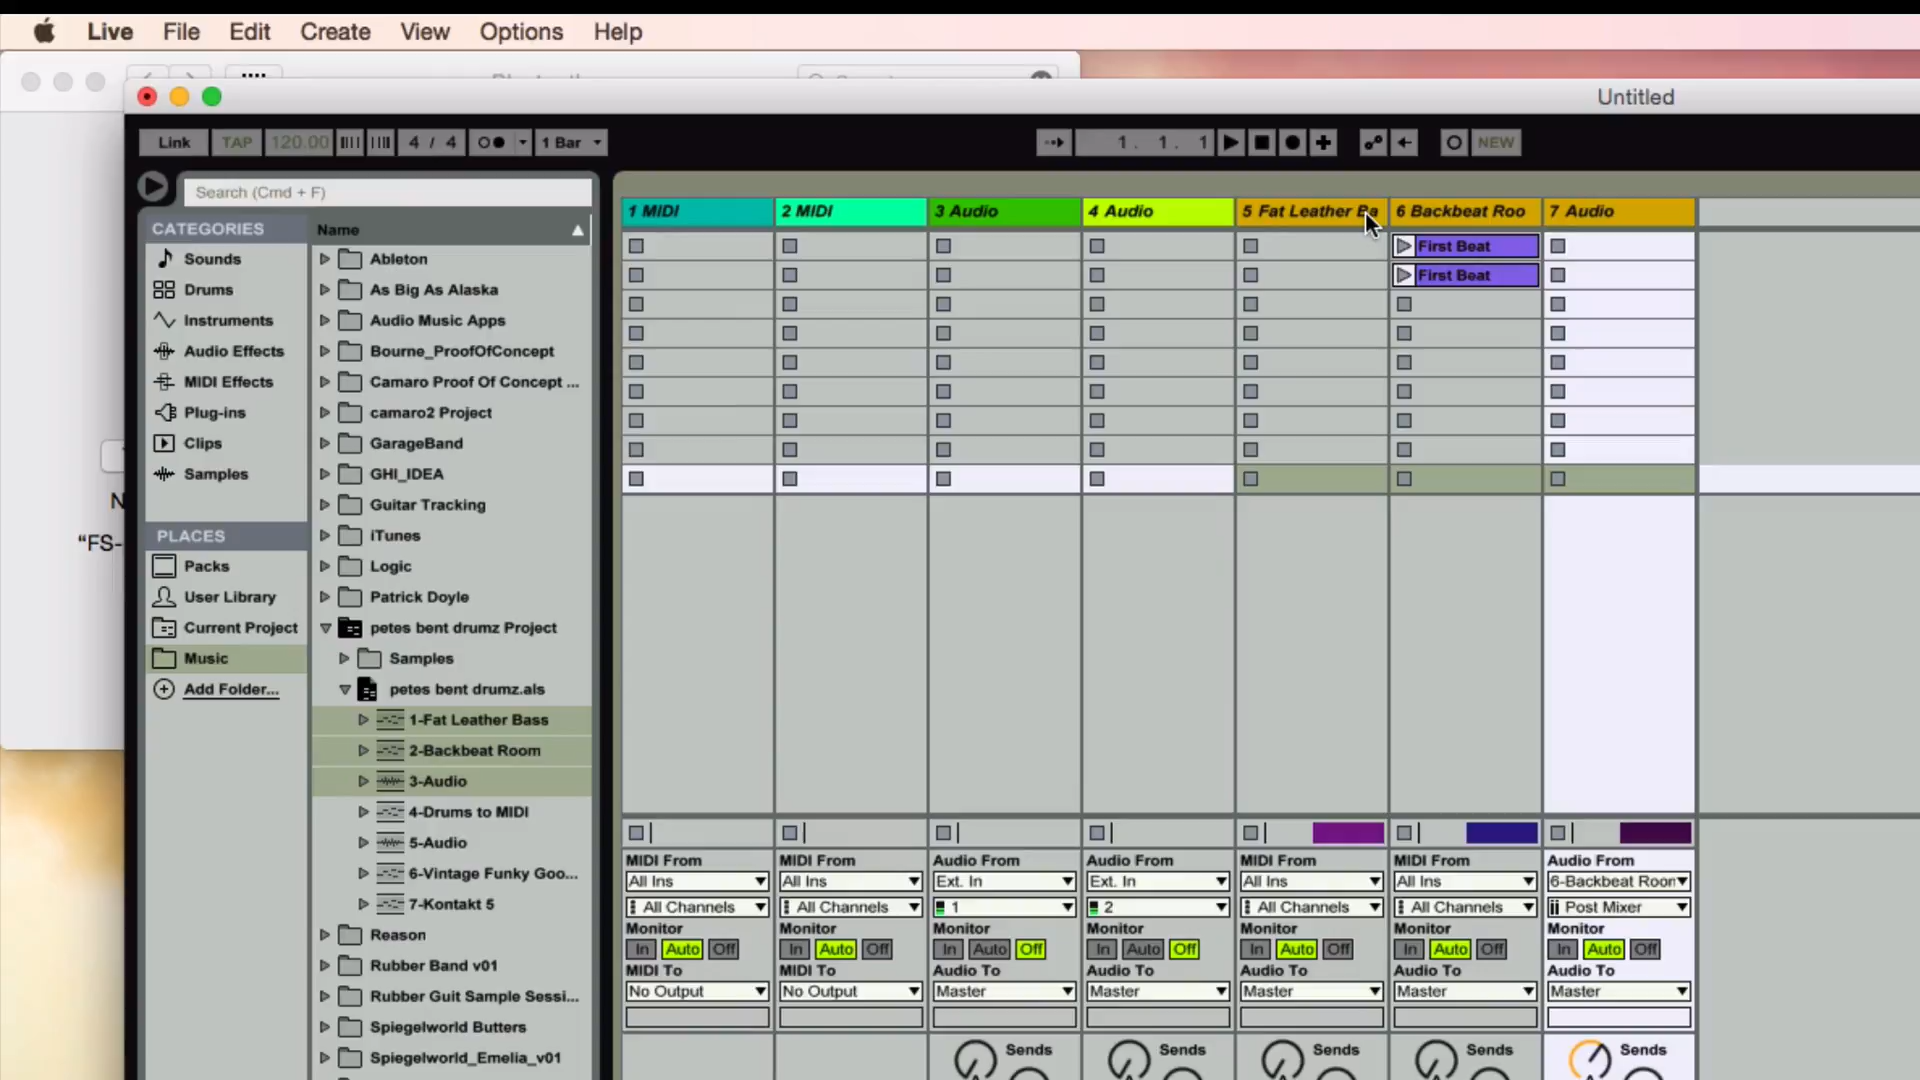 Live File Edit Create View Options Help
Untitled
Link TAP 120.00 4 / 4 1 Bar 1. 1. 1 NEW
Search (Cmd + F)
CATEGORIES
Sounds
Drums
Instruments
Audio Effects
MIDI Effects
Plug-ins
Clips
Samples
PLACES
Packs
User Library
Current Project
Music
Add Folder...
Name
Ableton
As Big As Alaska
Audio Music Apps
Bourne_ProofOfConcept
Camaro Proof Of Concept ...
camaro2 Project
GarageBand
GHI_IDEA
Guitar Tracking
iTunes
Logic
Patrick Doyle
petes bent drumz Project
Samples
petes bent drumz.als
1-Fat Leather Bass
2-Backbeat Room
3-Audio
4-Drums to MIDI
5-Audio
6-Vintage Funky Goo...
7-Kontakt 5
Reason
Rubber Band v01
Rubber Guit Sample Sessi...
Spiegelworld Butters
Spiegelworld_Emelia_v01
N
“FS-
1 MIDI 2 MIDI 3 Audio 4 Audio 5 Fat Leather Ba 6 Backbeat Roo 7 Audio
First Beat
First Beat
MIDI From MIDI From Audio From Audio From MIDI From MIDI From Audio From
All Ins All Ins Ext. In Ext. In All Ins All Ins 6-Backbeat Room
All Channels All Channels 1 2 All Channels All Channels Post Mixer
Monitor Monitor Monitor Monitor Monitor Monitor Monitor
In Auto Off In Auto Off In Auto Off In Auto Off In Auto Off In Auto Off In Auto Off
MIDI To MIDI To Audio To Audio To Audio To Audio To Audio To
No Output No Output Master Master Master Master Master
Sends Sends Sends Sends Sends